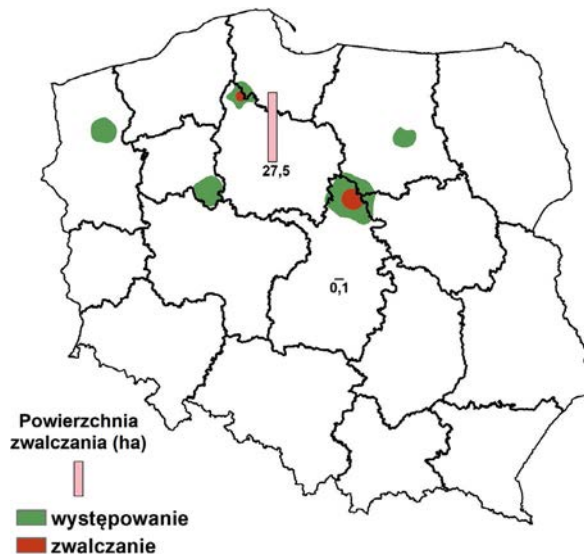 27,5
0,1
Powierzchnia
zwalczania (ha)
występowanie
zwalczanie